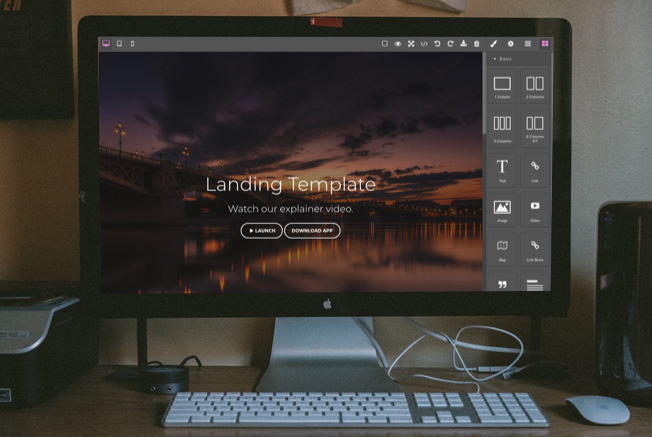 Basic
1 Column
2 Columns
3 Columns
2 Columns
3/7
Text
Link
Image
Video
Map
Link Block
Landing Template
Watch our explainer video.
LAUNCH
DOWNLOAD APP